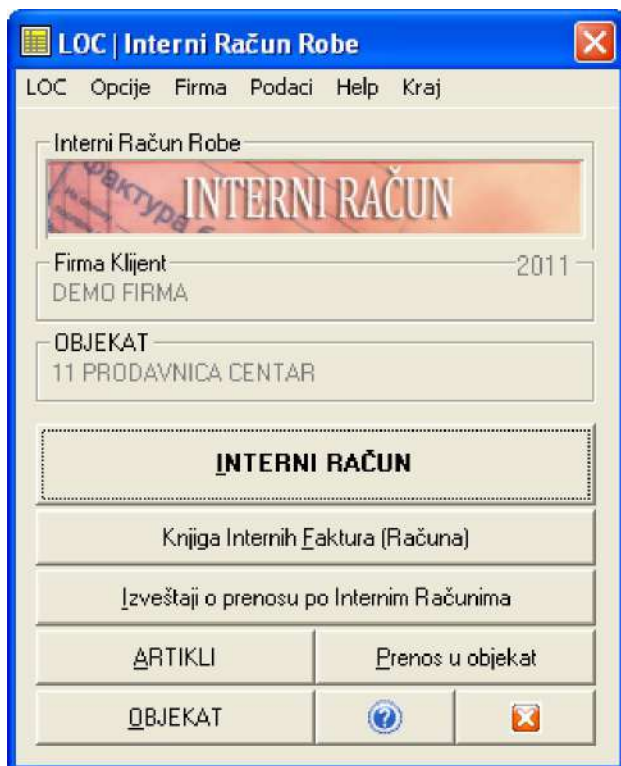 LOC | Interni Račun Robe
LOC Opcije Firma Podaci Help Kraj
Interni Račun Robe
Фактура
INTERNI RAČUN
Firma Klijent 2011
DEMO FIRMA
OBJEKAT
11 PRODAVNICA CENTAR
INTERNI RAČUN
Knjiga Internih Faktura (Računa)
Izveštaji o prenosu po Internim Računima
ARTIKLI Prenos u objekat
OBJEKAT